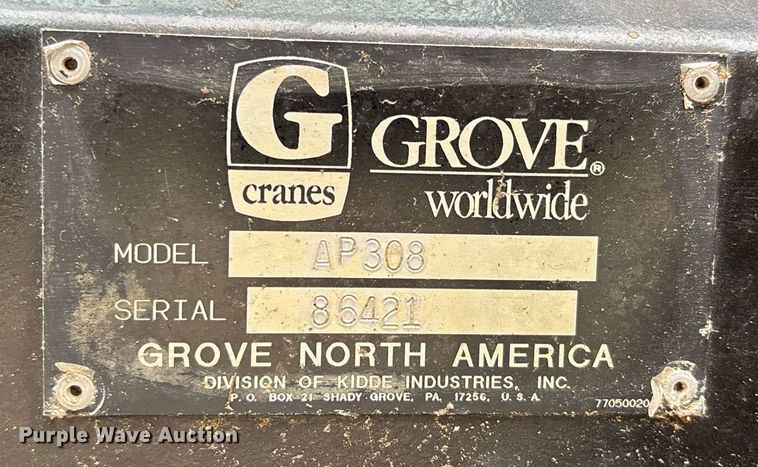 G
cranes
GROVE®
worldwide
MODEL AP308
SERIAL 86421
GROVE NORTH AMERICA
DIVISION OF KIDDE INDUSTRIES, INC.
P. O. BOX 21 SHADY GROVE, PA. 17256, U. S. A.
Purple Wave Auction